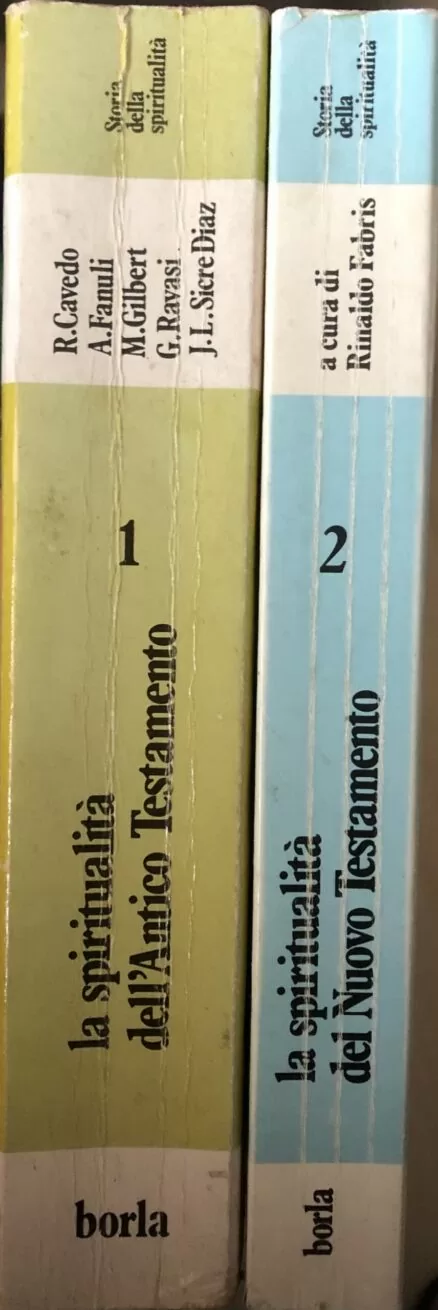 Storia
della
spiritualità
R.Cavedo
A.Fanuli
M.Gilbert
G.Ravasi
J.L.Sicre Diaz
1
la spiritualità
dell'Antico Testamento
borla
Storia
della
spiritualità
a cura di
Rinaldo Fabris
2
la spiritualità
del Nuovo Testamento
borla